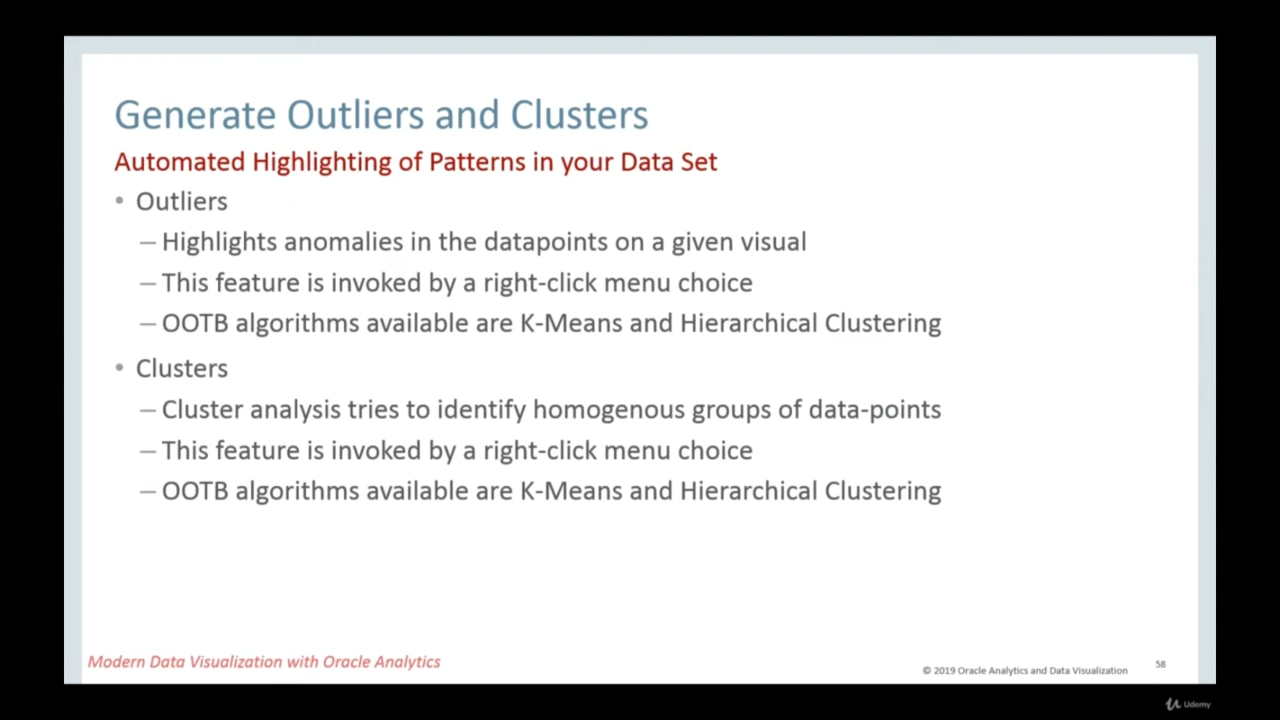 Generate Outliers and Clusters
Automated Highlighting of Patterns in your Data Set
• Outliers
– Highlights anomalies in the datapoints on a given visual
– This feature is invoked by a right-click menu choice
– OOTB algorithms available are K-Means and Hierarchical Clustering
• Clusters
– Cluster analysis tries to identify homogenous groups of data-points
– This feature is invoked by a right-click menu choice
– OOTB algorithms available are K-Means and Hierarchical Clustering
Modern Data Visualization with Oracle Analytics
© 2019 Oracle Analytics and Data Visualization
58
Udemy